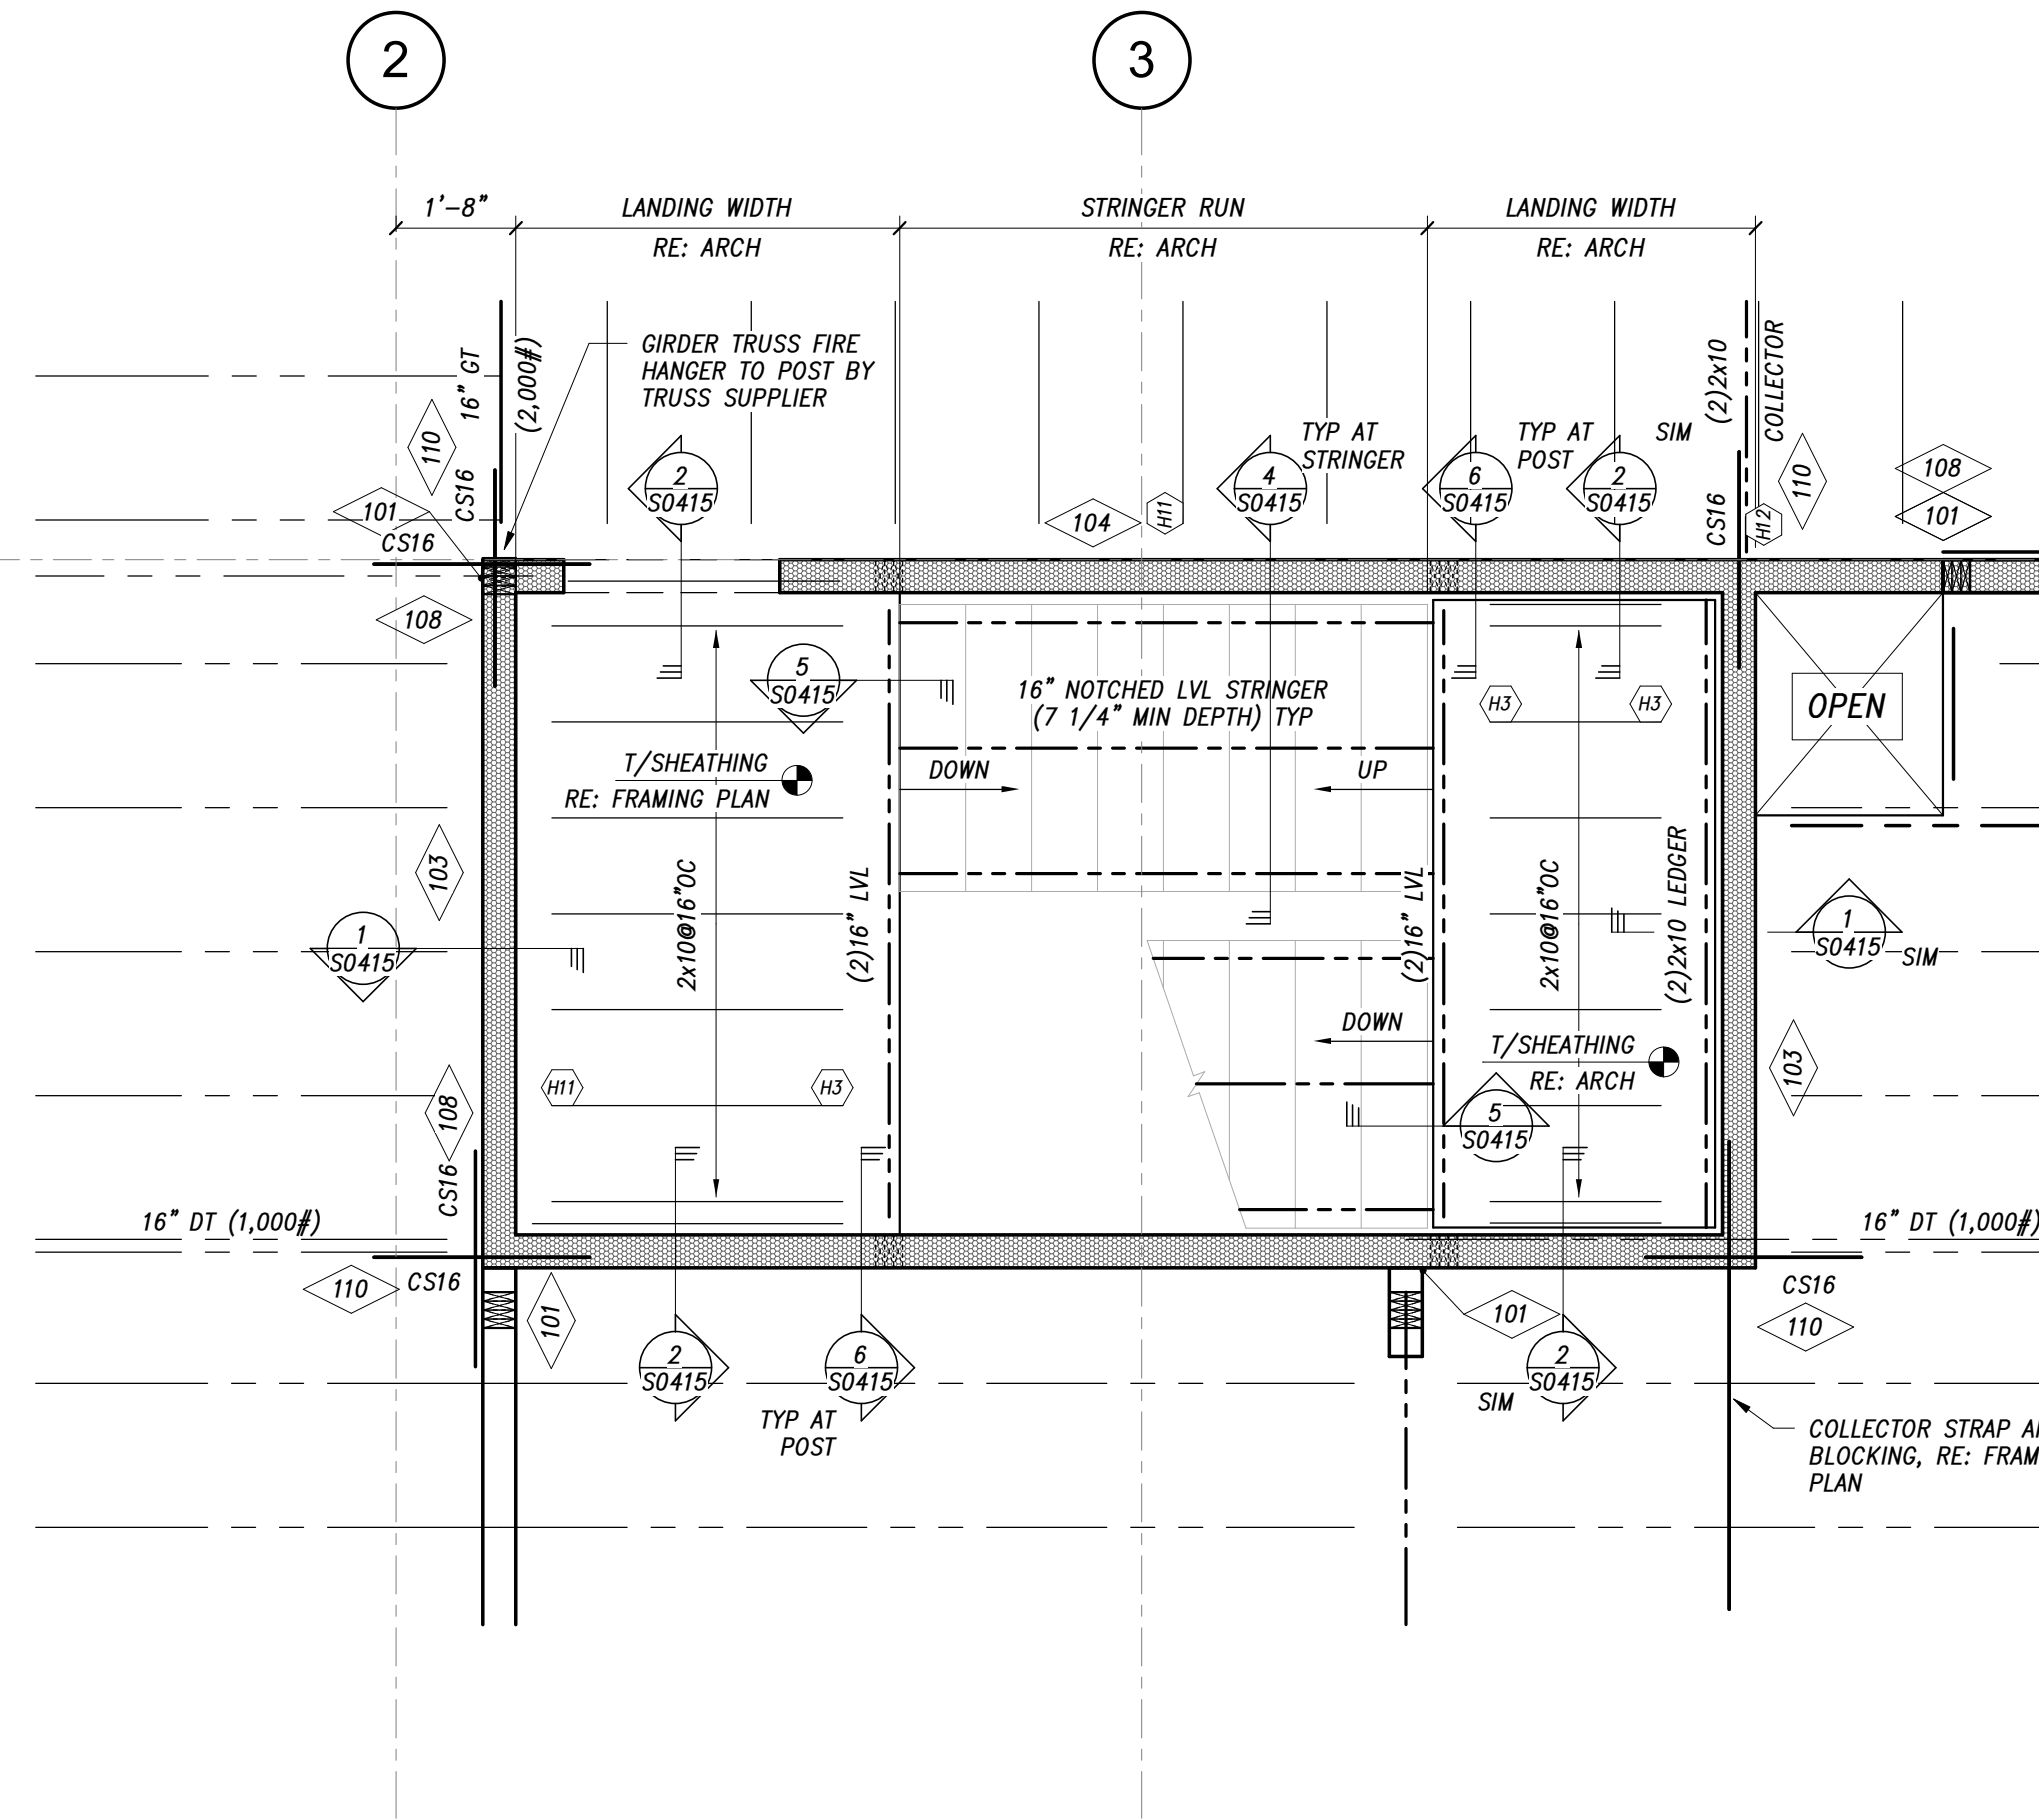 2
3
1'-8"
LANDING WIDTH
RE: ARCH
STRINGER RUN
RE: ARCH
LANDING WIDTH
RE: ARCH
16" GT
(2,000#)
GIRDER TRUSS FIRE
HANGER TO POST BY
TRUSS SUPPLIER
(2)2x10
COLLECTOR
110
CS16
101
CS16
108
2
S0415
104
H11
4
S0415
TYP AT
STRINGER
6
S0415
TYP AT
POST
2
S0415
SIM
CS16
H12
110
108
101
5
S0415
16" NOTCHED LVL STRINGER
(7 1/4" MIN DEPTH) TYP
H3
H3
OPEN
T/SHEATHING
RE: FRAMING PLAN
DOWN
UP
103
2x10@16"OC
(2)16" LVL
(2)16" LVL
2x10@16"OC
(2)2x10 LEDGER
1
S0415
1
S0415
SIM
DOWN
T/SHEATHING
RE: ARCH
103
H11
H3
108
CS16
5
S0415
16" DT (1,000#)
16" DT (1,000#)
110
CS16
101
101
CS16
110
2
S0415
6
S0415
TYP AT
POST
2
S0415
SIM
COLLECTOR STRAP
BLOCKING, RE:
PLAN